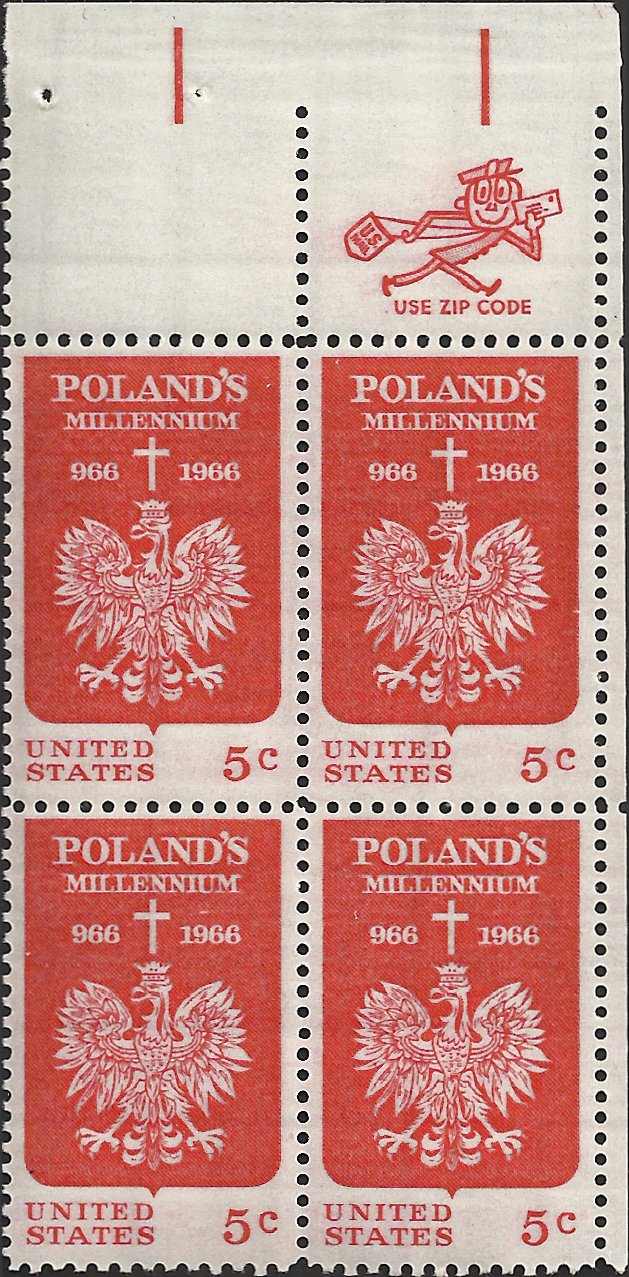 U.S. MAIL
USE ZIP CODE
POLAND'S
MILLENNIUM
966 1966
UNITED
STATES 5c
POLAND'S
MILLENNIUM
966 1966
UNITED
STATES 5c
POLAND'S
MILLENNIUM
966 1966
UNITED
STATES 5c
POLAND'S
MILLENNIUM
966 1966
UNITED
STATES 5c